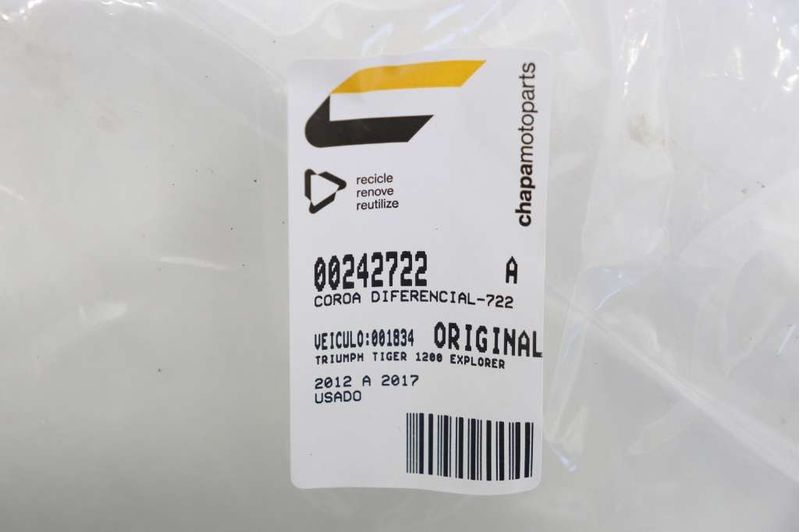 chapamotoparts
recicle
renove
reutilize
00242722 A
COROA DIFERENCIAL-722
VEICULO:001834 ORIGINAL
TRIUMPH TIGER 1200 EXPLORER
2012 A 2017
USADO